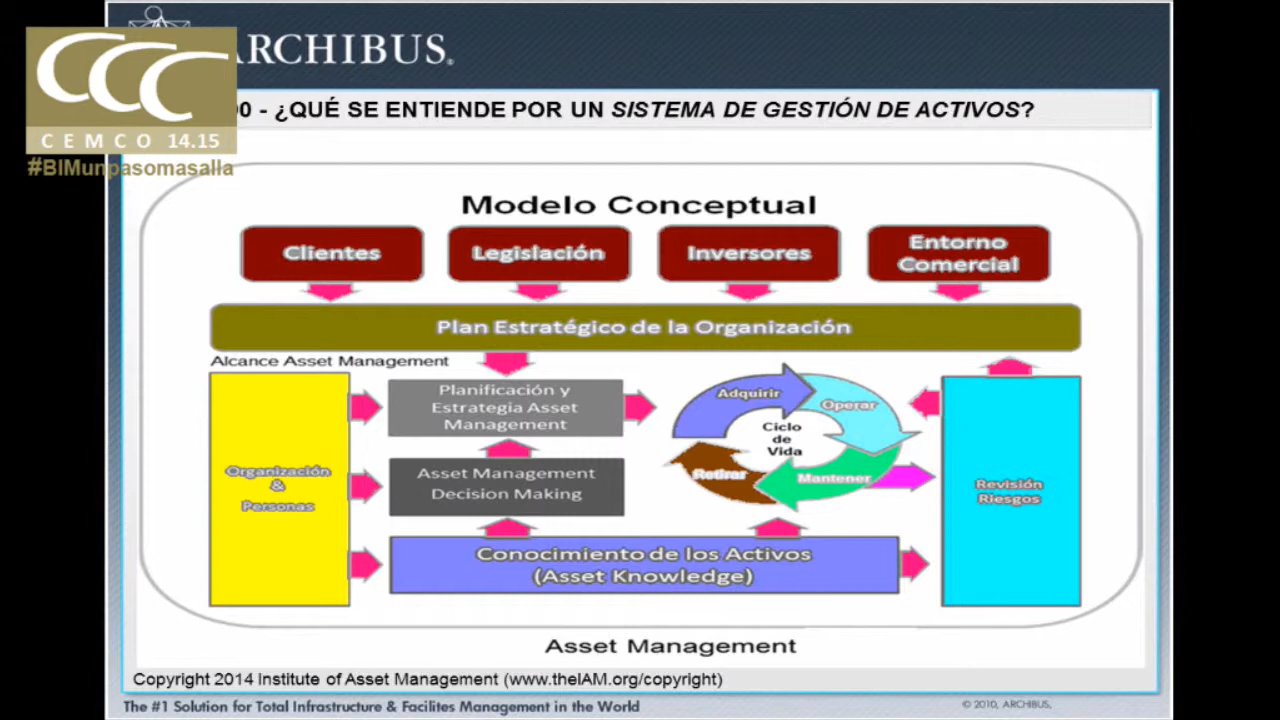 ARCHIBUS.
CCC
CEMCO 14.15
#BIMunpasomasalla
00 - ¿QUÉ SE ENTIENDE POR UN SISTEMA DE GESTIÓN DE ACTIVOS?
Modelo Conceptual
Clientes
Legislación
Inversores
Entorno
Comercial
Plan Estratégico de la Organización
Alcance Asset Management
Organización
&
Personas
Planificación y
Estrategia Asset
Management
Asset Management
Decision Making
Adquirir
Operar
Ciclo
de
Vida
Retirar
Mantener
Revisión
Riesgos
Conocimiento de los Activos
(Asset Knowledge)
Asset Management
Copyright 2014 Institute of Asset Management (www.theIAM.org/copyright)
The #1 Solution for Total Infrastructure & Facilites Management in the World
© 2010, ARCHIBUS,